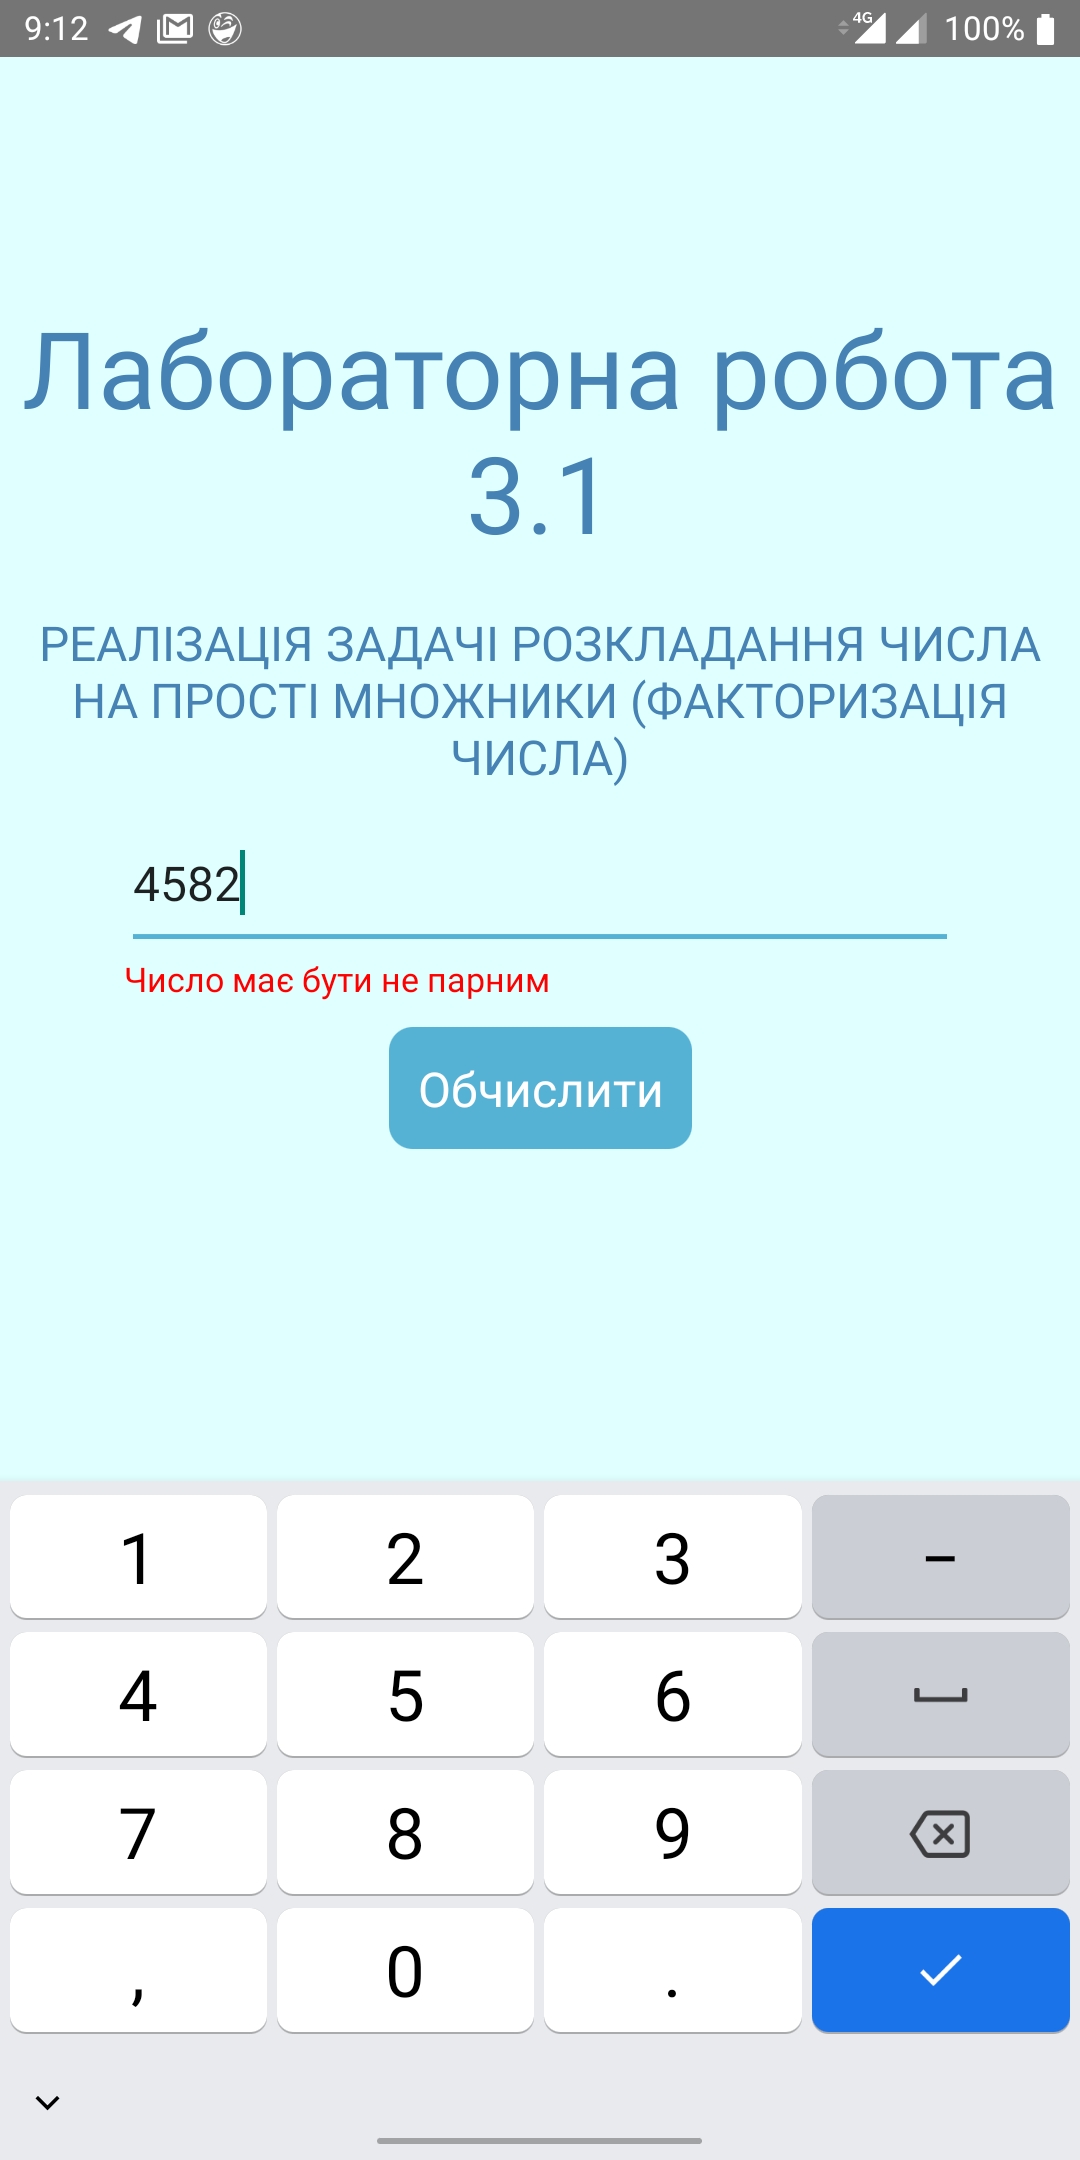 9:12
4G
100%
Лабораторна робота
3.1
РЕАЛІЗАЦІЯ ЗАДАЧІ РОЗКЛАДАННЯ ЧИСЛА
НА ПРОСТІ МНОЖНИКИ (ФАКТОРИЗАЦІЯ
ЧИСЛА)
4582
Число має бути не парним
Обчислити
1 2 3 –
4 5 6
7 8 9
, 0 .